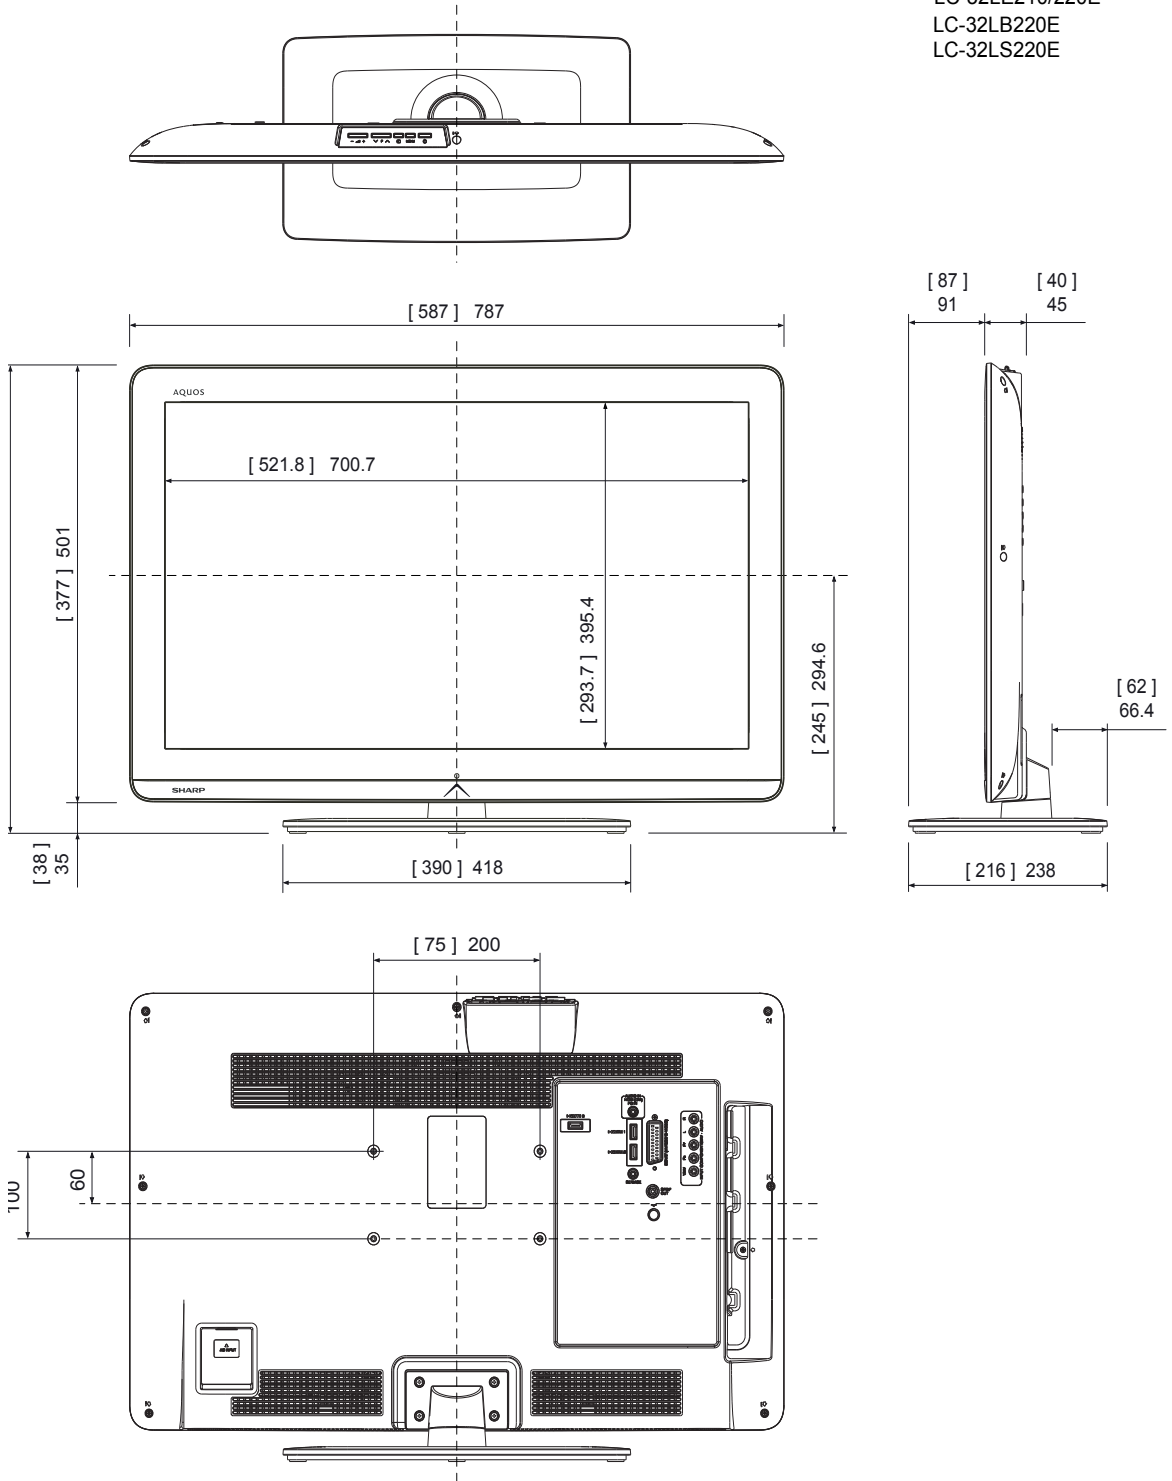 LC-32LB220E
LC-32LS220E
[ 87 ]
91
[ 40 ]
45
[ 587 ] 787
AQUOS
[ 521.8 ] 700.7
[ 377 ] 501
[ 293.7 ] 395.4
[ 245 ] 294.6
[ 62 ]
66.4
SHARP
[ 38 ]
35
[ 390 ] 418
[ 216 ] 238
[ 75 ] 200
100
60